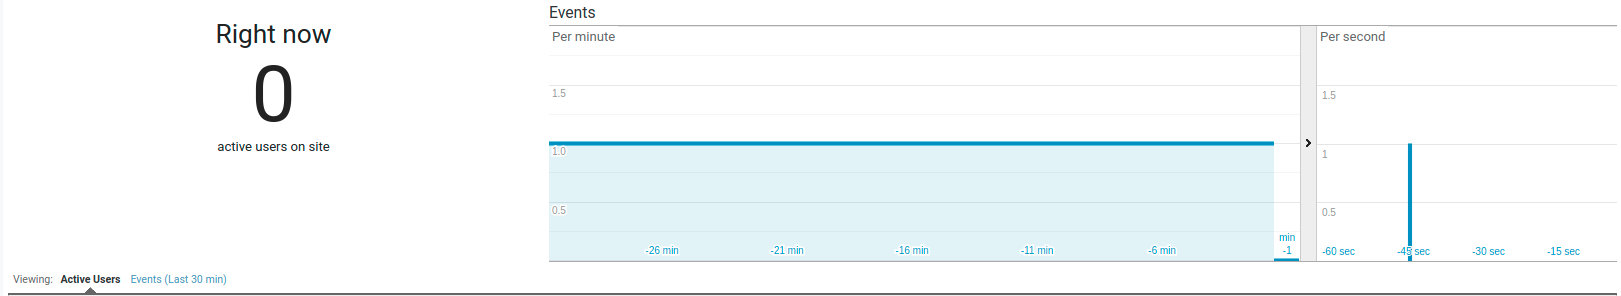 Right now
0
active users on site
Events
Per minute
1.5
1.0
0.5
-26 min
-21 min
-16 min
-11 min
-6 min
min
-1
Per second
1.5
1
0.5
-60 sec
-45 sec
-30 sec
-15 sec
Viewing: Active Users Events (Last 30 min)